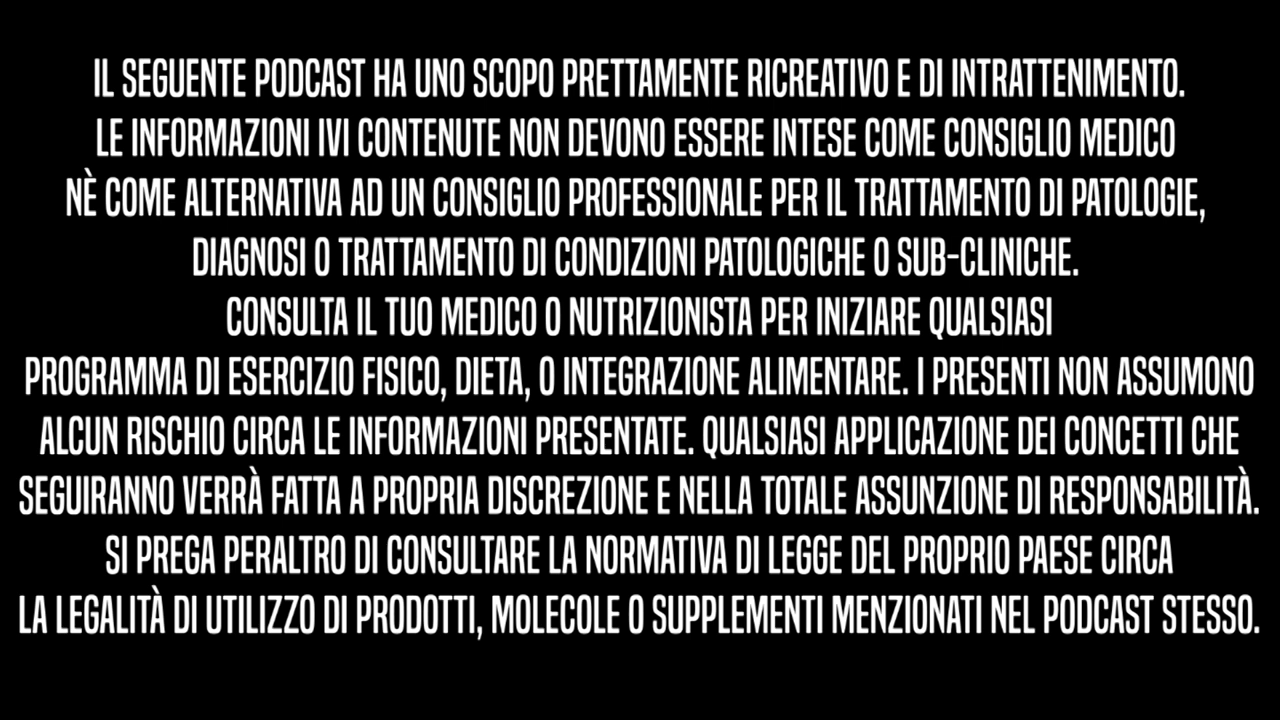 IL SEGUENTE PODCAST HA UNO SCOPO PRETTAMENTE RICREATIVO E DI INTRATTENIMENTO.
LE INFORMAZIONI IVI CONTENUTE NON DEVONO ESSERE INTESE COME CONSIGLIO MEDICO
NÈ COME ALTERNATIVA AD UN CONSIGLIO PROFESSIONALE PER IL TRATTAMENTO DI PATOLOGIE,
DIAGNOSI O TRATTAMENTO DI CONDIZIONI PATOLOGICHE O SUB-CLINICHE.
CONSULTA IL TUO MEDICO O NUTRIZIONISTA PER INIZIARE QUALSIASI
PROGRAMMA DI ESERCIZIO FISICO, DIETA, O INTEGRAZIONE ALIMENTARE. I PRESENTI NON ASSUMONO
ALCUN RISCHIO CIRCA LE INFORMAZIONI PRESENTATE. QUALSIASI APPLICAZIONE DEI CONCETTI CHE
SEGUIRANNO VERRÀ FATTA A PROPRIA DISCREZIONE E NELLA TOTALE ASSUNZIONE DI RESPONSABILITÀ.
SI PREGA PERALTRO DI CONSULTARE LA NORMATIVA DI LEGGE DEL PROPRIO PAESE CIRCA
LA LEGALITÀ DI UTILIZZO DI PRODOTTI, MOLECOLE O SUPPLEMENTI MENZIONATI NEL PODCAST STESSO.